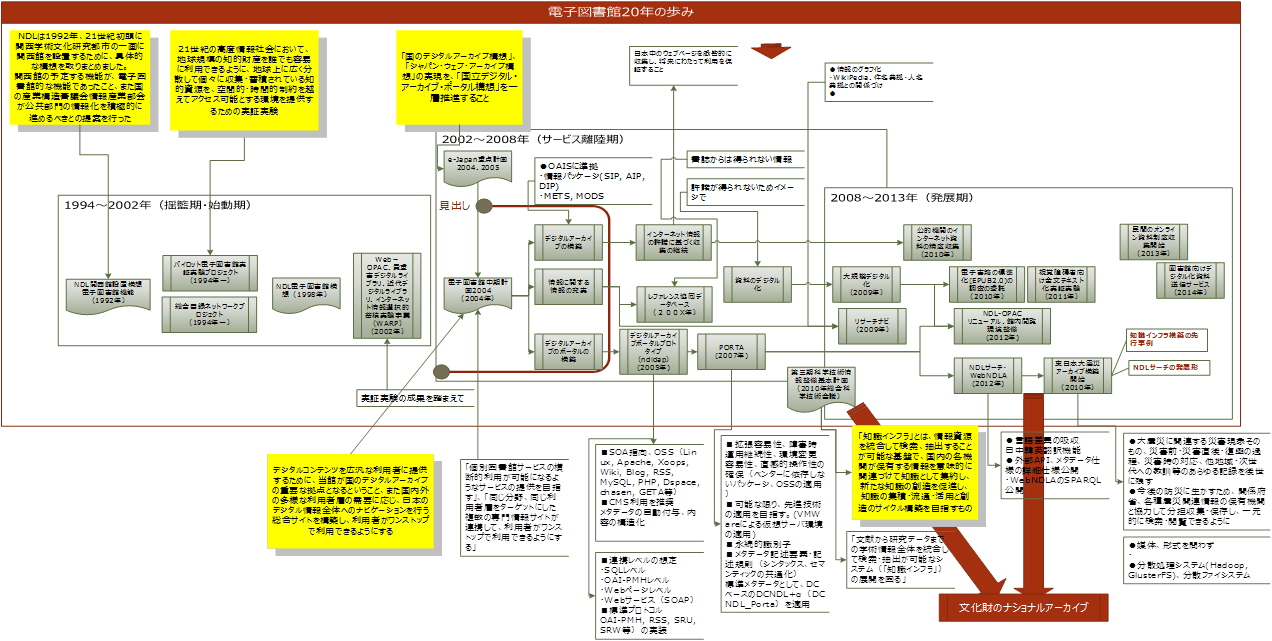 電子図書館20年の歩み
NDLは1992年、21世紀初頭に
関西学術文化研究都市の一画に
関西館を設置するために、具体的
な構想を取りまとめました。
関西館の予定する機能が、電子図
書館的な機能であったこと、また国
の産業構造審議会情報産業部会
が公共部門の情報化を積極的に
進めるべきとの提案を行った
21世紀の高度情報社会において、
地球規模の知的財産を誰でも容易
に利用できるように、地球上に広く分
散して個々に収集・蓄積されている知
的資源を、空間的・時間的制約を越
えてアクセス可能とする環境を提供す
るための実証実験
「国のデジタルアーカイブ構想」、
「ジャパン・ウェブ・アーカイブ構
想」の実現を、「国立デジタル・
アーカイブ・ポータル構想」を一
層推進すること
日本中のウェブページを網羅的に
収集し、将来にわたって利用を保
証すること
●情報のグラフ化
・WikiPedia、件名典拠・人名
典拠との関係づけ
●
2002～2008年（サービス離陸期）
e-Japan重点計画
2004、2005
●OAISに準拠
・情報パッケージ(SIP, AIP,
DIP)
・METS, MODS
書誌からは得られない情報
許諾が得られないためイメー
ジで
1994～2002年（揺籃期・始動期）
見出し
2008～2013年（発展期）
NDL関西館設置構想
電子図書館機能
（1992年）
パイロット電子図書館実
証実験プロジェクト
（1994年ー）
総合目録ネットワークプ
ロジェクト
（1994年ー）
NDL電子図書館構
想（1998年）
Web－
OPAC、貴重
書デジタルライ
ブラリ、近代デ
ジタルライブラ
リ、インターネッ
ト情報選択的
蓄積実験事業
（WARP）
（2002年）
電子図書館中期計
画2004
（2004年）
デジタルアーカイ
ブの構築
情報に関する
情報の充実
デジタルアーカイ
ブのポータルの
構築
インターネット情報
の許諾に基づく収
集の継続
レファレンス協同デ
ータベース
（２００X年）
デジタルアーカイ
ブポータルプロト
タイプ
(ndldap)
（2005年）
PORTA
（2007年）
資料のデジタル
化
公的機関のイ
ンターネット資
料の悉皆収集
（2010年）
大規模デジタル
化
（2009年）
リサーチナビ
（2009年）
電子書籍の標準
化(EPUB2.0)の
調査の委託
（2010年）
視覚障碍者向
け全文テキスト
化実証実験
（2011年）
NDL-OPAC
リニューアル、館内閲覧
環境整備
（2012年）
NDLサーチ・
WebNDLA
（2012年）
東日本大震災
アーカイブ構築
開始
（2010年）
民間のオンライ
ン資料制度収
集開始
（2013年）
図書館向けデ
ジタル化資料
送信サービス
（2014年）
知識インフラ構築の先
行事例
NDLサーチの発展形
第三期科学技術情
報整備基本計画
（2010年総合科
学技術会議）
実証実験の成果を踏まえて
デジタルコンテンツを広汎な利用者に提供
するために、当館が国のデジタルアーカイブ
の重要な拠点となるということ、また国内外
の多様な利用者層の需要に応じ、日本の
デジタル情報全体へのナビゲーションを行う
総合サイトを構築し、利用者がワンストッ
プで利用できるようにする
「個別図書館サービスの横
断的利用が可能になる
ようなサービスの提供を目指
す」、「同じ分野、同じ利
用者層をターゲットにした
複数の専門情報サイトが
連携して、利用者がワンス
トップで利用できるようにす
る」
■SOA指向、OSS（Lin
ux, Apache, Xoops,
Wiki, Blog, RSS,
MySQL, PHP, Dspace,
chasen, GETA等）
■CMS利用を推奨
メタデータの自動付与、内
容の構造化
■連携レベルの想定
・SQLレベル
・OAI-PMHレベル
・Webページレベル
・Webサービス（SOAP）
■標準プロトコル
OAI-PMH, RSS, SRU,
SRW等）の実装
■拡張容易性、障害時
運用継続性、環境変更
容易性、直感的操作性の
確保（ベンダーに依存しな
いパッケージ、OSSの適用
）
■可能な限り、先進技術
の適用を目指す。(VMW
areによる仮想サーバ環境
の適用）
■永続的識別子
■メタデータ記述要素・記
述規則（シンタックス、セマ
ンティックの共通化）
標準メタデータとして、DC
ベースのDCNDL+α（DC
NDL_Porta）を適用
「知識インフラ」とは、情報資源
を統合して検索、抽出すること
が可能な基盤で、国内の各機
関が保有する情報を意味的に
関連づけて知識として集約し、
新たな知識の創造を促進し、
知識の集積・流通・活用と創
造のサイクル構築を目指すもの
「文献から研究データまで
の学術情報全体を統合し
て検索・抽出が可能なシ
ステム（「知識インフラ」）
の展開を図る」
●言語差異の吸収
日中韓英翻訳機能
●外部API、メタデータ仕
様の詳細仕様公開
・WebNDLAのSPARQL
公開
●大震災に関連する災害現象そ
の
もの、災害前・災害直後・復興の過
程、災害時の対応、他地域・次世
代への教訓等のあらゆる記録を後世
に残す
●今後の防災に生かすため、関係府
省、各種震災関連情報の保有機関
と協力して分担収集・保存し、一元
的に検索・閲覧できるように
●媒体、形式を問わず
・
●分散処理システム(Hadoop,
GlusterFS)、分散ファイシステム
文化財のナショナルアーカイブ